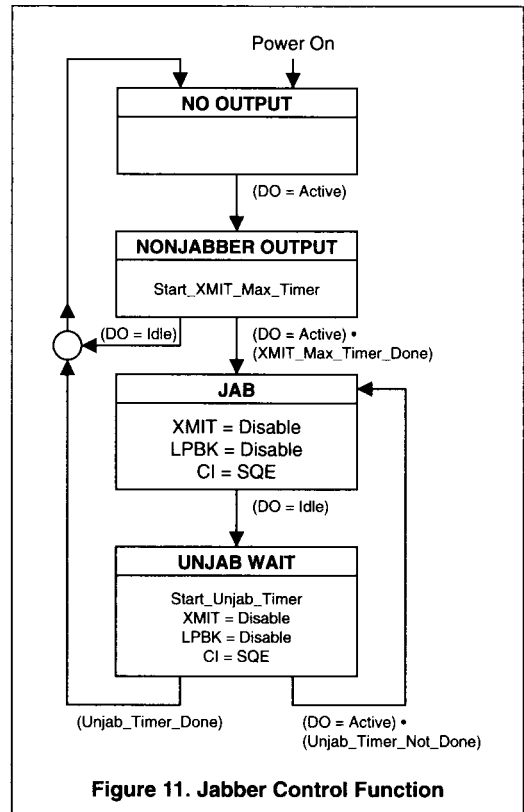 Power On
NO OUTPUT
(DO = Active)
NONJABBER OUTPUT
Start_XMIT_Max_Timer
(DO = Idle)
(DO = Active) •
(XMIT_Max_Timer_Done)
JAB
XMIT = Disable
LPBK = Disable
CI = SQE
(DO = Idle)
UNJAB WAIT
Start_Unjab_Timer
XMIT = Disable
LPBK = Disable
CI = SQE
(Unjab_Timer_Done)
(DO = Active) •
(Unjab_Timer_Not_Done)
Figure 11. Jabber Control Function